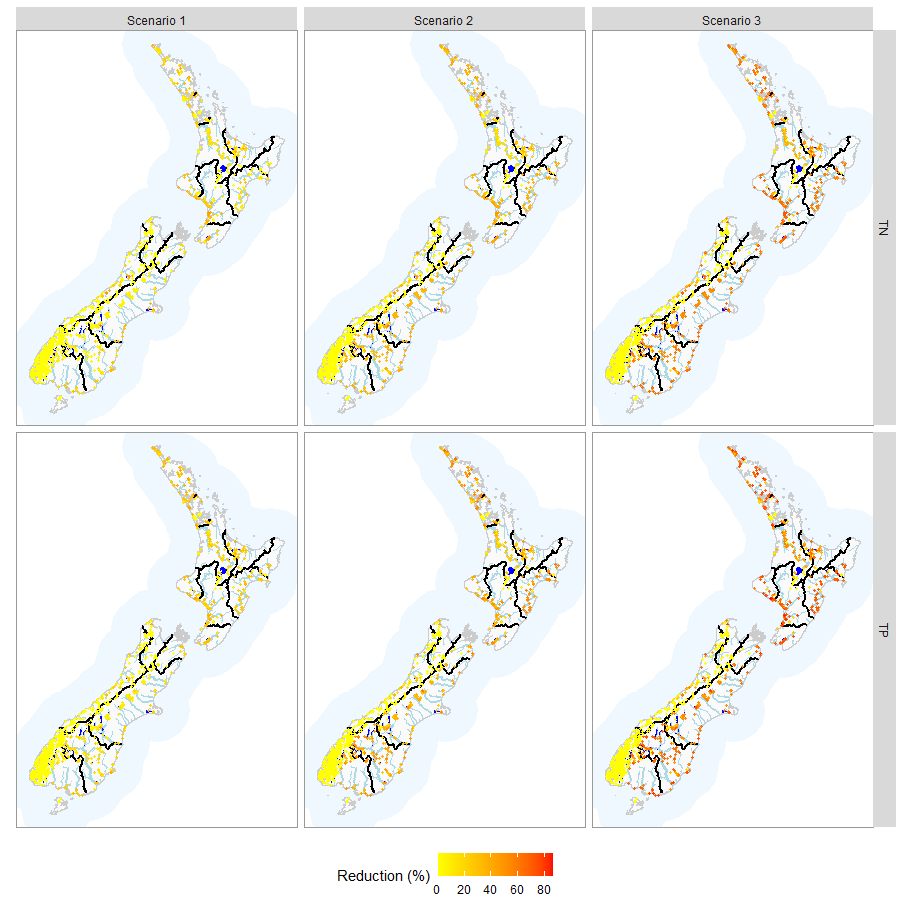 Scenario 1
Scenario 2
Scenario 3
TN
TP
Reduction (%)
0 20 40 60 80